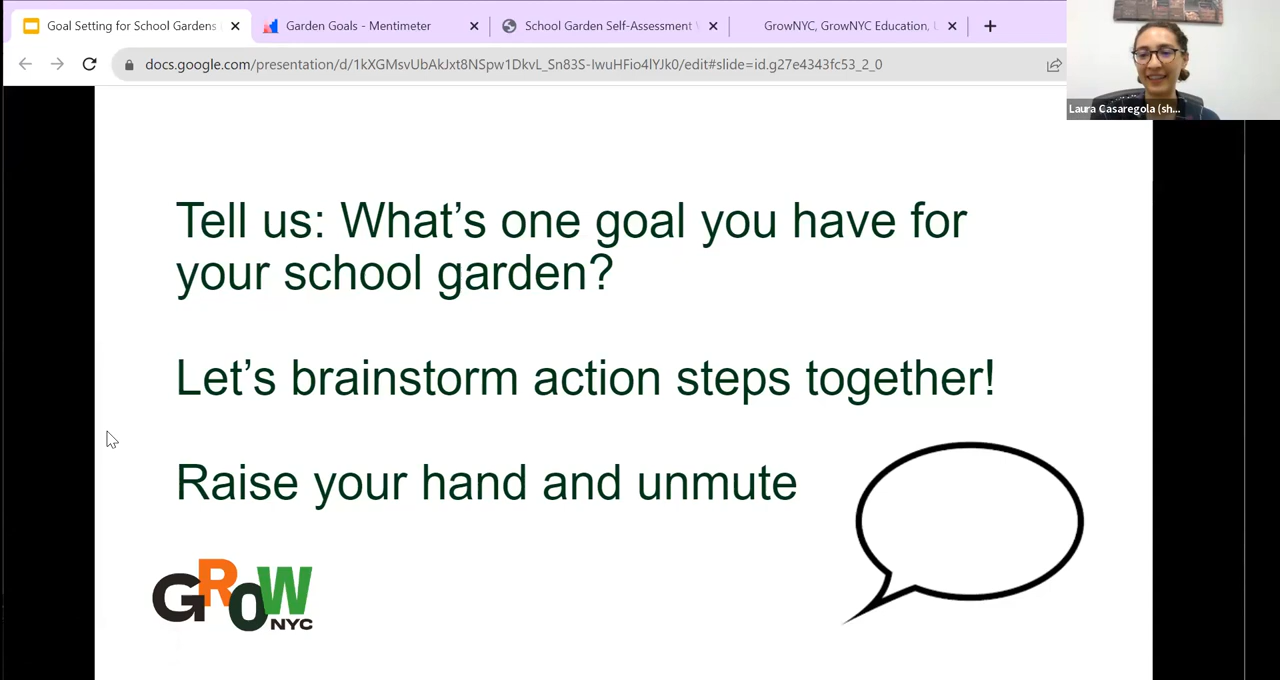 Goal Setting for School Gardens
Garden Goals - Mentimeter
School Garden Self-Assessment
GrowNYC, GrowNYC Education,
docs.google.com/presentation/d/1kXGMsvUbAkJxt8NSpw1DkvL_Sn83S-IwuHFio4lYJk0/edit#slide=id.g27e4343fc53_2_0
Laura Casaregola (sh...
Tell us: What's one goal you have for
your school garden?
Let's brainstorm action steps together!
Raise your hand and unmute
GROW
NYC